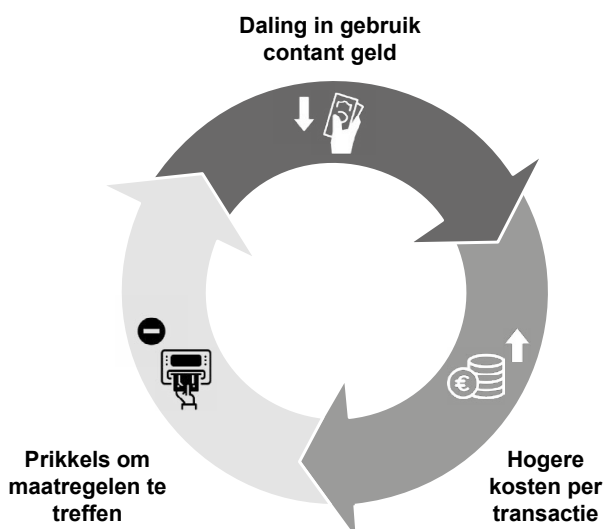 Daling in gebruik
contant geld
€
Prikkels om
maatregelen te
treffen
Hogere
kosten per
transactie